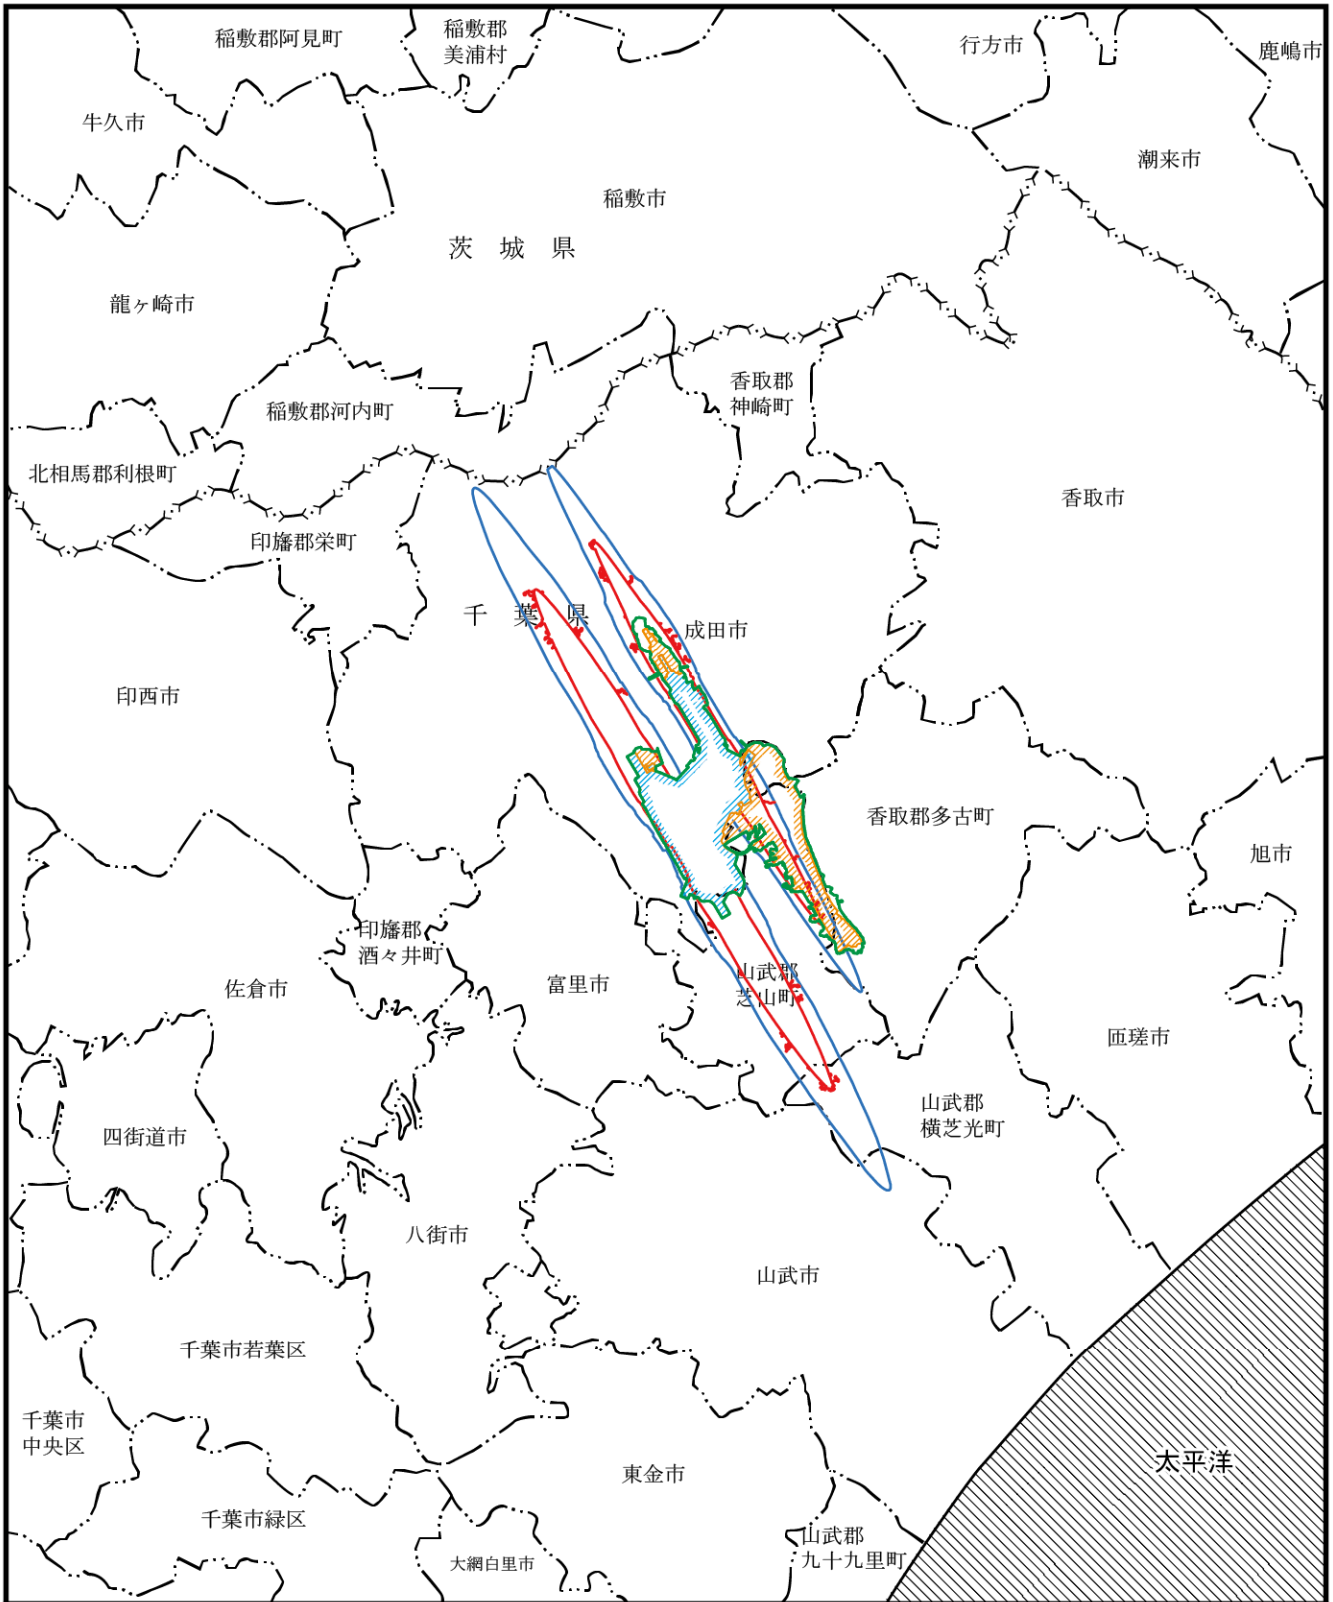 稲敷郡阿見町
稲敷郡
美浦村
行方市
鹿嶋市
牛久市
潮来市
稲敷市
茨城県
龍ヶ崎市
香取郡
神崎町
稲敷郡河内町
北相馬郡利根町
香取市
印旛郡栄町
千葉県
成田市
印西市
香取郡多古町
旭市
印旛郡
酒々井町
佐倉市
富里市
山武郡
芝山町
匝瑳市
山武郡
横芝光町
四街道市
八街市
山武市
千葉市若葉区
千葉市
中央区
太平洋
東金市
千葉市緑区
大網白里市
山武郡
九十九里町